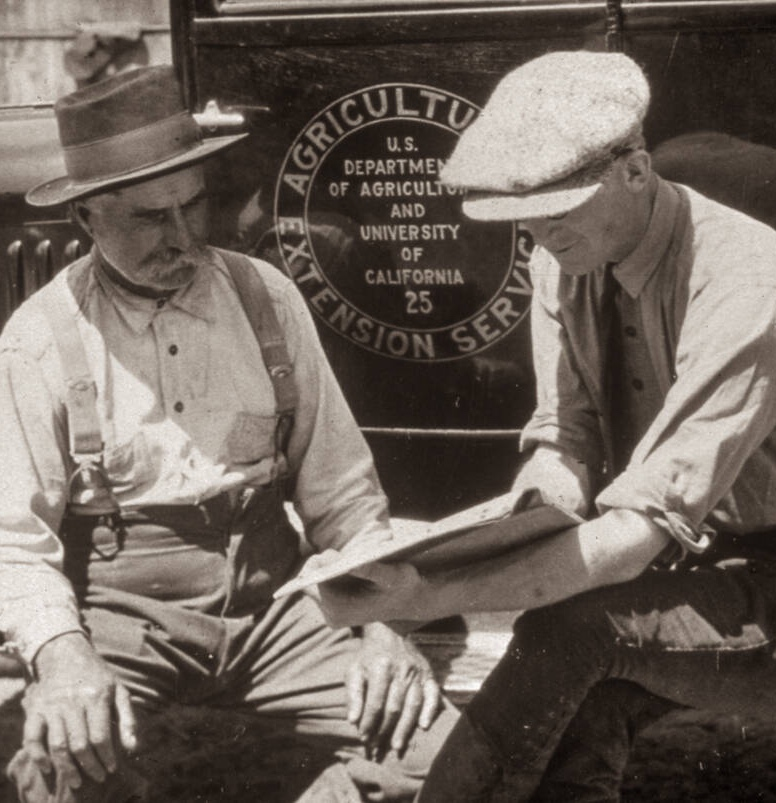 AGRICULTU
U.S.
DEPARTMEN
OF AGRICULTU
AND
UNIVERSITY
OF
CALIFORNIA
25
EXTENSION SERVIC